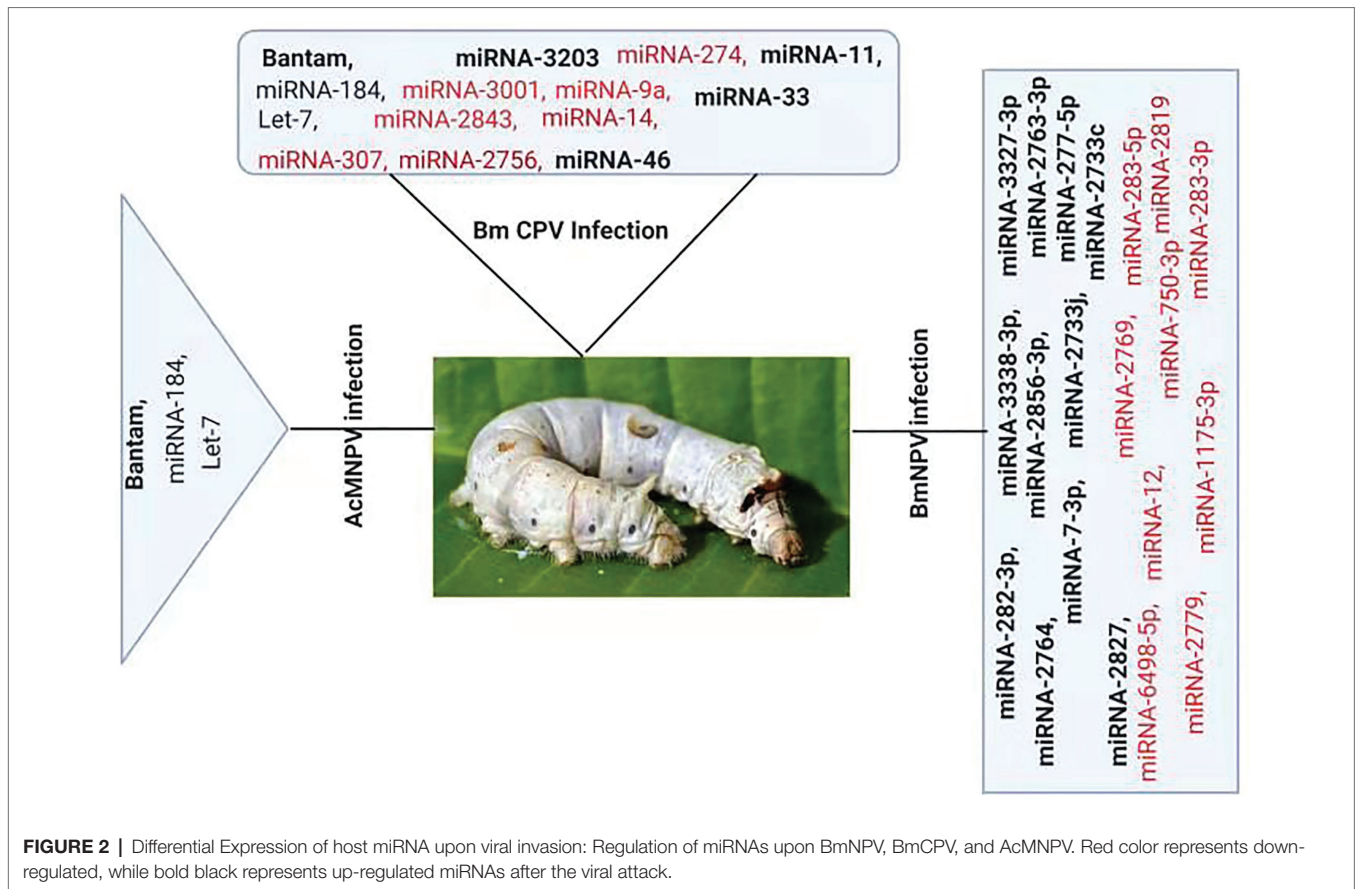 Bantam, miRNA-3203 miRNA-274, miRNA-11,
miRNA-184, miRNA-3001, miRNA-9a, miRNA-33
Let-7, miRNA-2843, miRNA-14,
miRNA-307, miRNA-2756, miRNA-46
Bm CPV Infection
Bantam,
miRNA-184,
Let-7
AcMNPV infection
BmNPV infection
miRNA-282-3p, miRNA-3338-3p, miRNA-3327-3p
miRNA-2764, miRNA-2856-3p, miRNA-2763-3p
miRNA-7-3p, miRNA-2733j, miRNA-2777-5p
miRNA-2733c
miRNA-2827, miRNA-2769, miRNA-283-5p
miRNA-6498-5p, miRNA-12, miRNA-750-3p miRNA-2819
miRNA-2779, miRNA-1175-3p miRNA-283-3p
FIGURE 2 | Differential Expression of host miRNA upon viral invasion: Regulation of miRNAs upon BmNPV, BmCPV, and AcMNPV. Red color represents down-
regulated, while bold black represents up-regulated miRNAs after the viral attack.